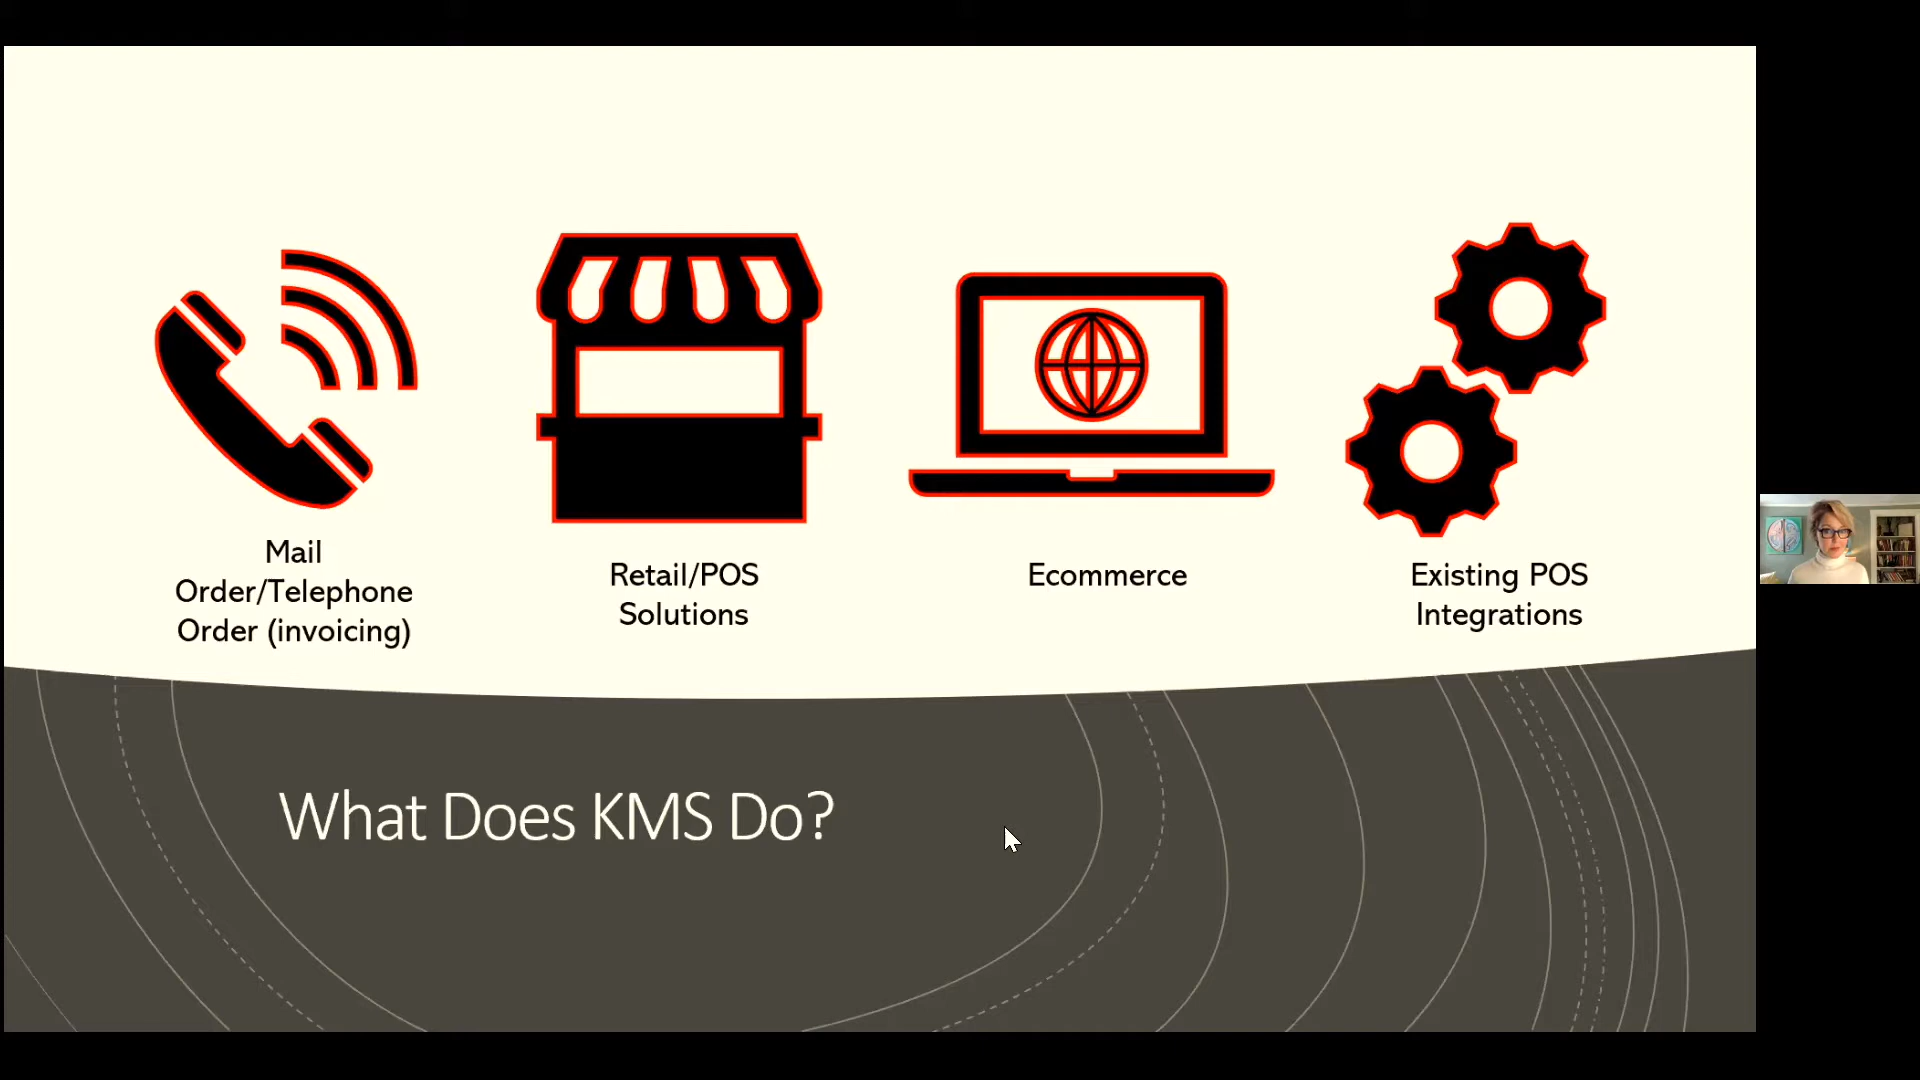 Mail
Order/Telephone
Order (invoicing)
Retail/POS
Solutions
Ecommerce
Existing POS
Integrations
What Does KMS Do?